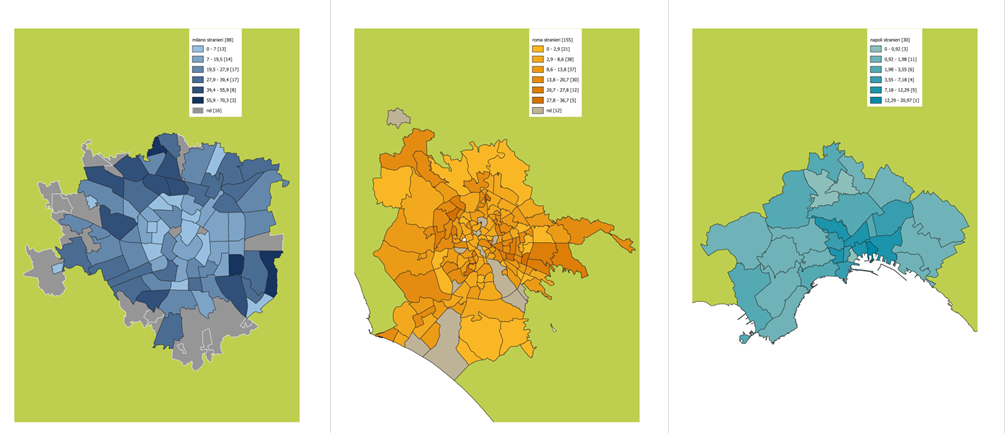 milano stranieri [88]
0 - 7 [13]
7 - 19,5 [14]
19,5 - 27,9 [17]
27,9 - 39,4 [17]
39,4 - 55,9 [8]
55,9 - 70,3 [3]
nd [16]
roma stranieri [155]
0 - 2,9 [21]
2,9 - 8,6 [38]
8,6 - 13,8 [37]
13,8 - 20,7 [30]
20,7 - 27,8 [12]
27,8 - 36,7 [5]
nd [12]
napoli stranieri [30]
0 - 0,92 [3]
0,92 - 1,98 [11]
1,98 - 3,55 [6]
3,55 - 7,18 [4]
7,18 - 12,29 [5]
12,29 - 20,97 [1]